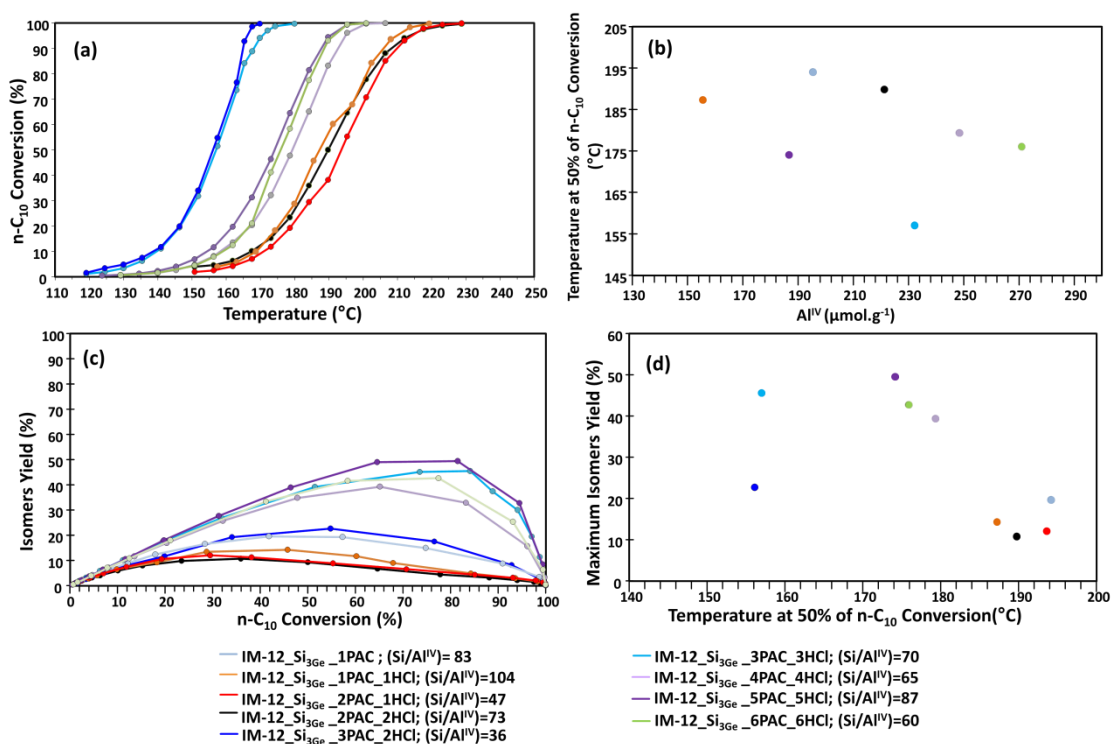 (a)
n-C10 Conversion (%)
100
90
80
70
60
50
40
30
20
10
0
110 120 130 140 150 160 170 180 190 200 210 220 230 240 250
Temperature (°C)
(b)
Temperature at 50% of n-C10 Conversion
(°C)
205
195
185
175
165
155
145
130 150 170 190 210 230 250 270 290
AlIV (µmol.g-1)
(c)
Isomers Yield (%)
100
90
80
70
60
50
40
30
20
10
0
0 10 20 30 40 50 60 70 80 90 100
n-C10 Conversion (%)
(d)
Maximum Isomers Yield (%)
60
50
40
30
20
10
0
140 150 160 170 180 190 200
Temperature at 50% of n-C10 Conversion(°C)
IM-12_Si3Ge _1PAC ; (Si/AlIV)= 83
IM-12_Si3Ge _1PAC_1HCl; (Si/AlIV)=104
IM-12_Si3Ge _2PAC_1HCl; (Si/AlIV)=47
IM-12_Si3Ge _2PAC_2HCl; (Si/AlIV)=73
IM-12_Si3Ge _3PAC_2HCl; (Si/AlIV)=36
IM-12_Si3Ge _3PAC_3HCl; (Si/AlIV)=70
IM-12_Si3Ge _4PAC_4HCl; (Si/AlIV)=65
IM-12_Si3Ge _5PAC_5HCl; (Si/AlIV)=87
IM-12_Si3Ge _6PAC_6HCl; (Si/AlIV)=60